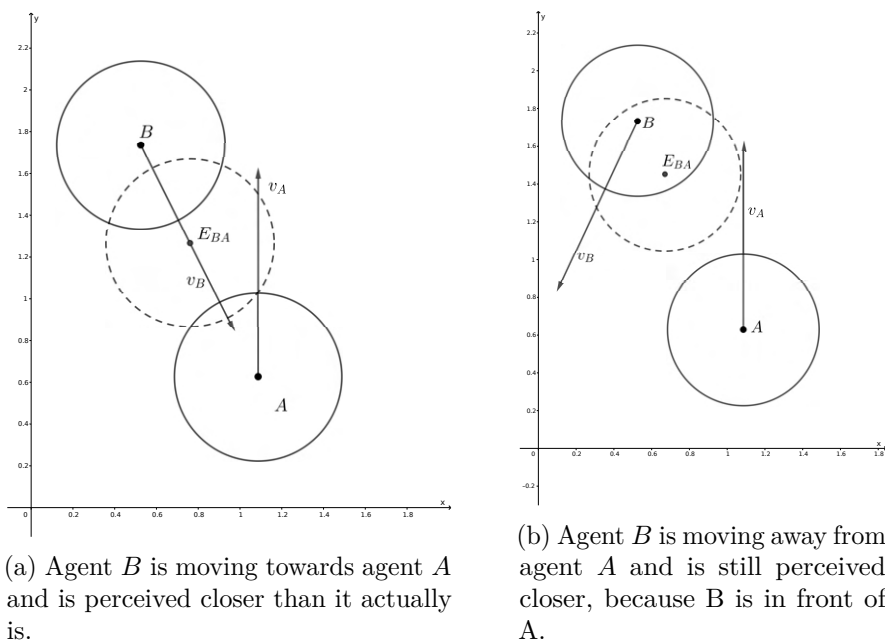 y
2.2
2
1.8
B
1.6
v_A
1.4
E_BA
1.2
v_B
1
0.8
0.6
A
0.4
0.2
x
0 0.2 0.4 0.6 0.8 1 1.2 1.4 1.6 1.8
(a) Agent B is moving towards agent A
and is perceived closer than it actually
is.
y
2.2
2
1.8
B
1.6
E_BA
1.4
v_A
1.2
v_B
1
0.8
A
0.6
0.4
0.2
x
0 0.2 0.4 0.6 0.8 1 1.2 1.4 1.6 1.8
–0.2
(b) Agent B is moving away from
agent A and is still perceived
closer, because B is in front of
A.